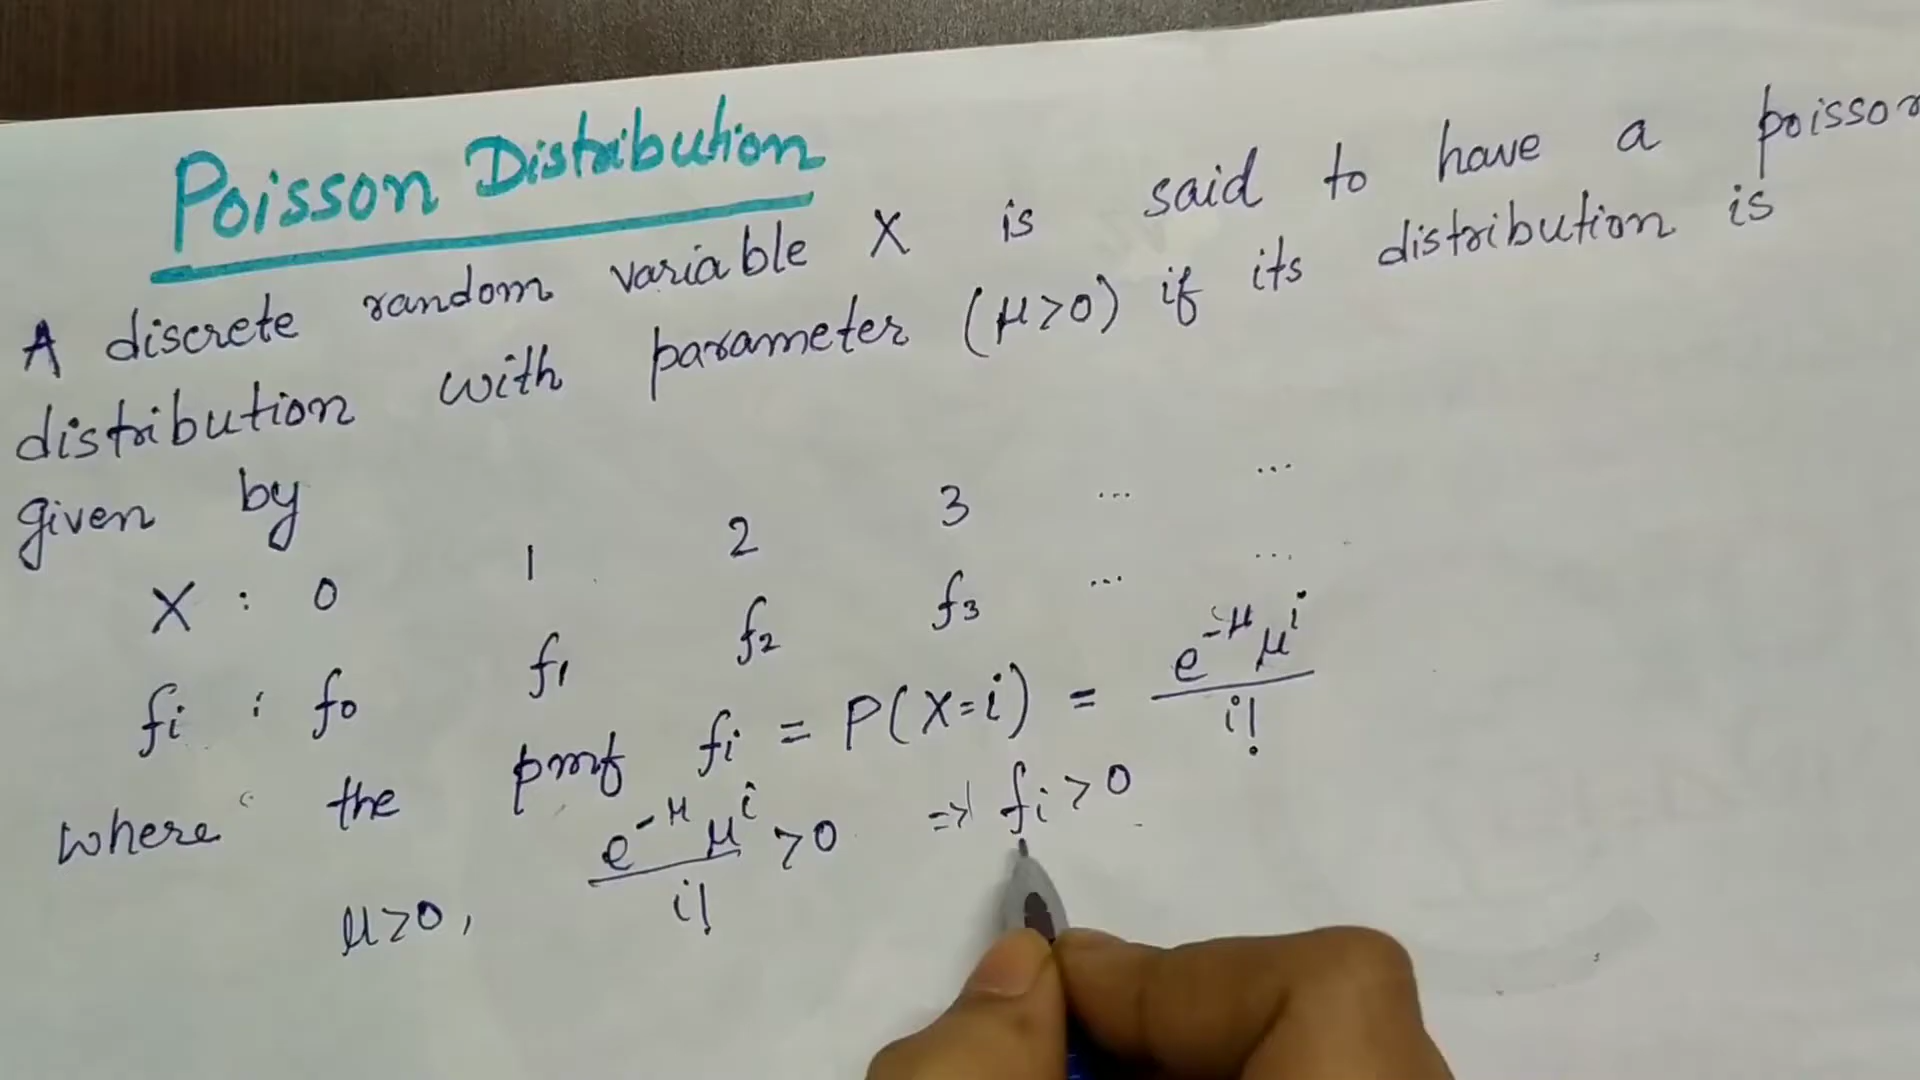 Poisson Distribution
A discrete random variable X is said to have a poisson
distribution with parameter (μ>0) if its distribution is
given by
X : 0 1 2 3 ... ...
fi : f0 f1 f2 f3 ... ...
where the pmf fi = P(X=i) = e^-μ μ^i / i!
μ>0, e^-μ μ^i / i! >0 => fi >0